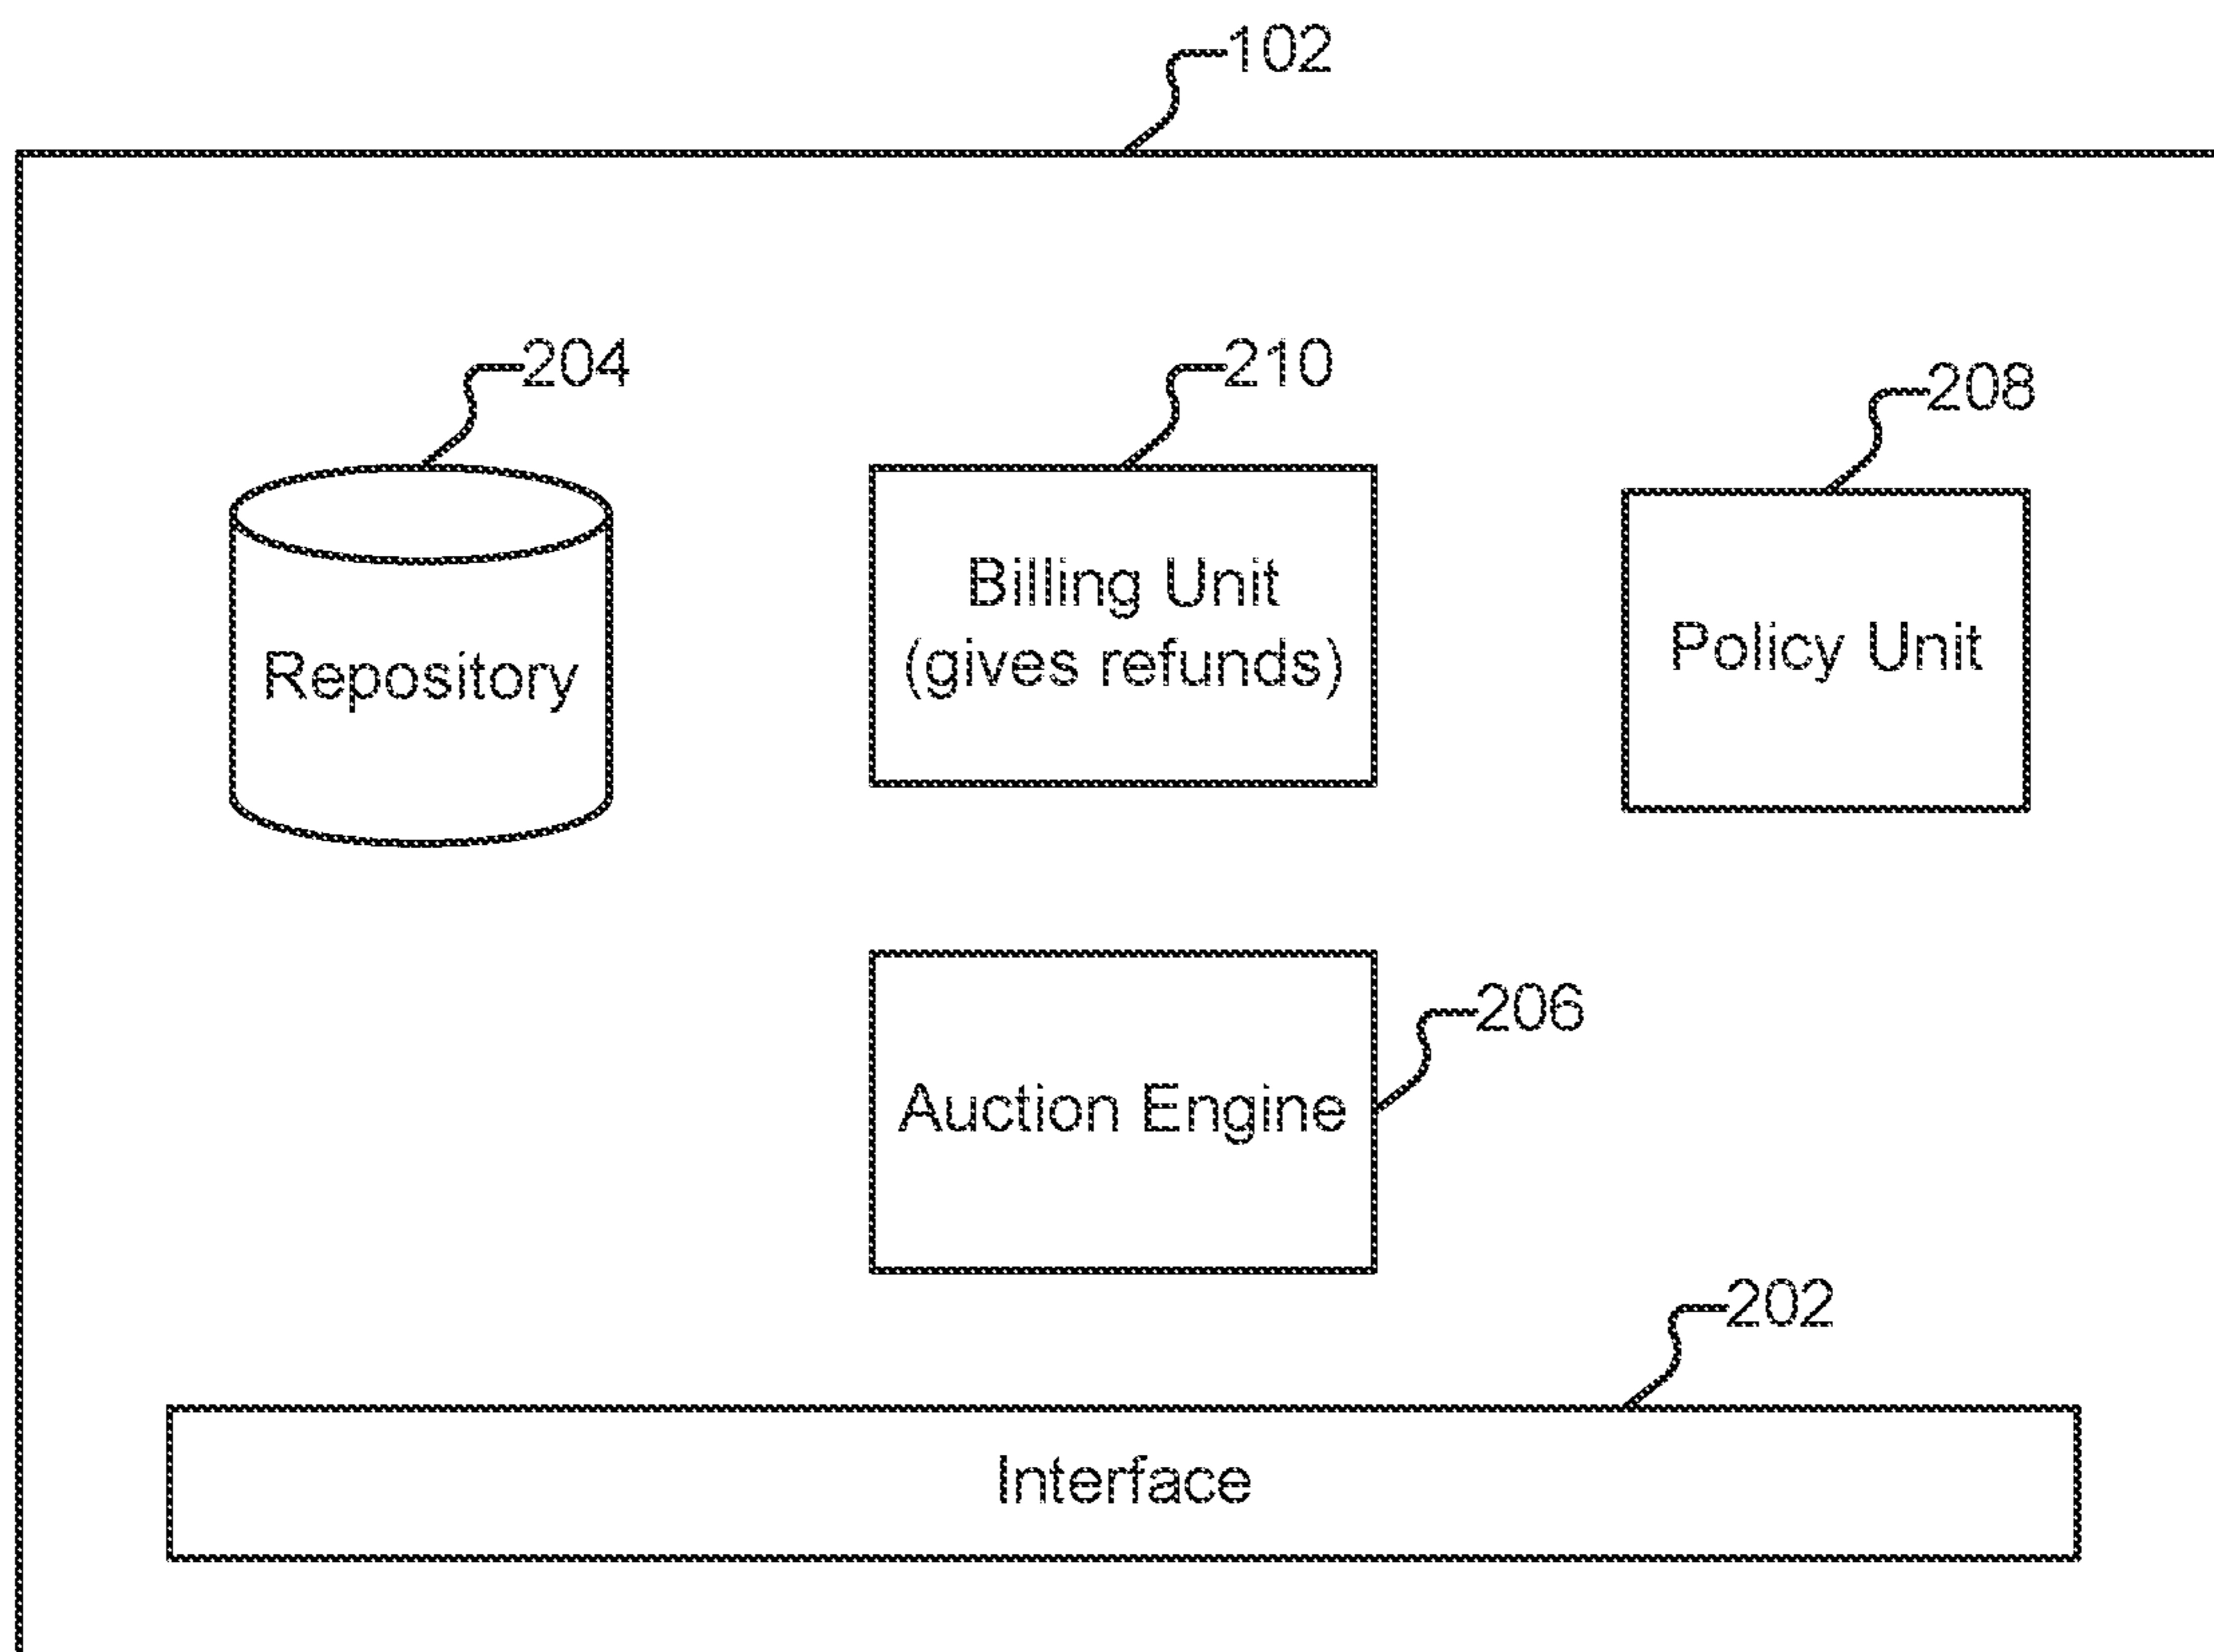 102
204
210
208
Repository
Billing Unit
(gives refunds)
Policy Unit
206
Auction Engine
202
Interface